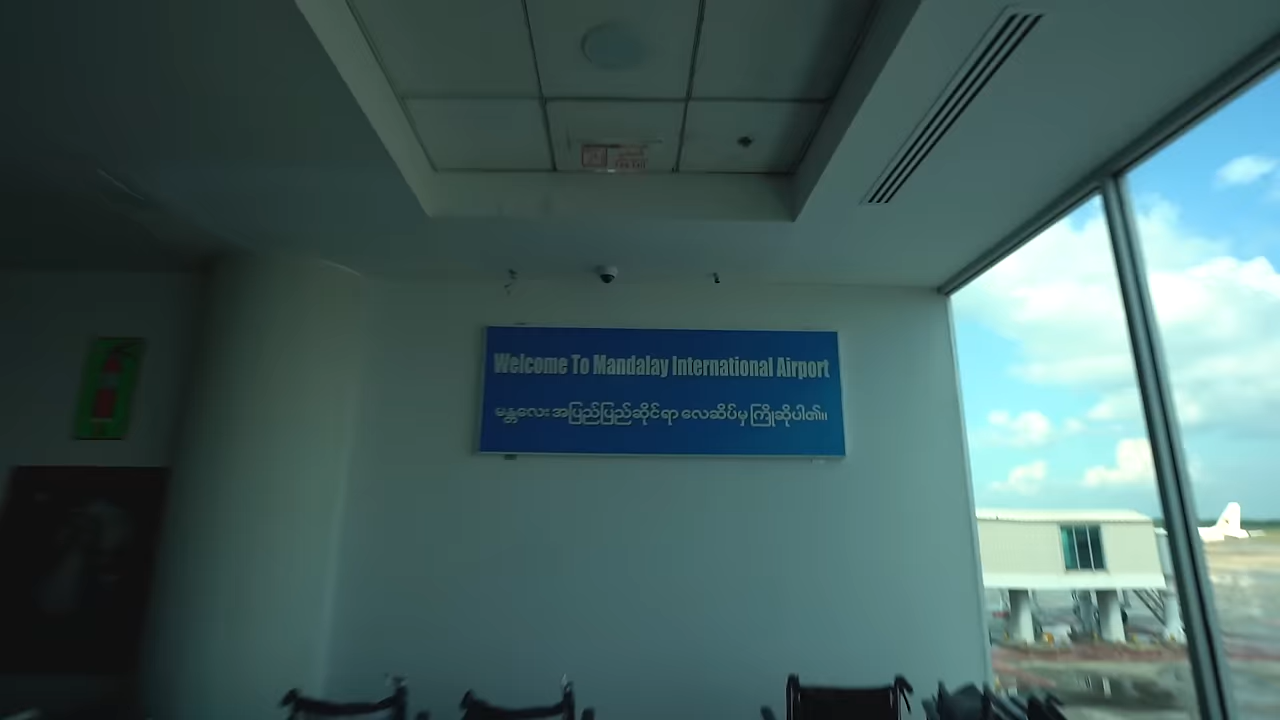 Welcome To Mandalay International Airport
မန္တလေးအပြည်ပြည်ဆိုင်ရာ လေဆိပ်မှ ကြိုဆိုပါ၏။